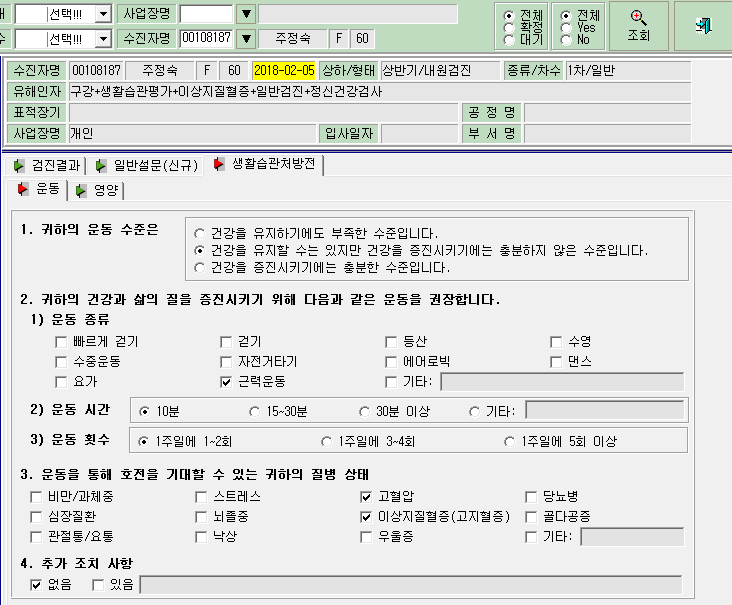 선택!!! 사업장명 전체 전체
확정 Yes
선택!!! 수진자명 00108187 주정숙 F 60 대기 No 조회
수진자명 00108187 주정숙 F 60 2018-02-05 상하/형태 상반기/내원검진 종류/차수 1차/일반
유해인자 구강+생활습관평가+이상지질혈증+일반검진+정신건강검사
표적장기 공 정 명
사업장명 개인 입사일자 부 서 명
검진결과 일반설문(신규) 생활습관처방전
운동 영양
1. 귀하의 운동 수준은 건강을 유지하기에도 부족한 수준입니다.
건강을 유지할 수는 있지만 건강을 증진시키기에는 충분하지 않은 수준입니다.
건강을 증진시키기에는 충분한 수준입니다.
2. 귀하의 건강과 삶의 질을 증진시키기 위해 다음과 같은 운동을 권장합니다.
1) 운동 종류
빠르게 걷기 걷기 등산 수영
수중운동 자전거타기 에어로빅 댄스
요가 근력운동 기타:
2) 운동 시간 10분 15~30분 30분 이상 기타:
3) 운동 횟수 1주일에 1~2회 1주일에 3~4회 1주일에 5회 이상
3. 운동을 통해 호전을 기대할 수 있는 귀하의 질병 상태
비만/과체중 스트레스 고혈압 당뇨병
심장질환 뇌졸중 이상지질혈증(고지혈증) 골다공증
관절통/요통 낙상 우울증 기타:
4. 추가 조치 사항
없음 있음